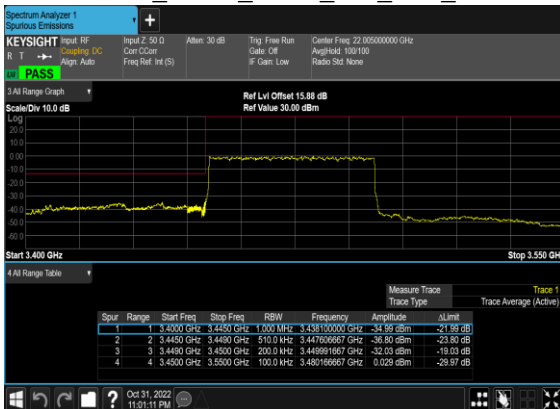 Spectrum Analyzer 1
Spurious Emissions
KEYSIGHT Input: RF Input Z: 50 Ω Atten: 30 dB Trig: Free Run Center Freq: 22.005000000 GHz
R T Coupling: DC Corr CCorr Gate: Off Avg|Hold: 100/100
Align: Auto Freq Ref: Int (S) IF Gain: Low Radio Std: None
PASS
3 All Range Graph
Ref Lvl Offset 15.88 dB
Scale/Div 10.0 dB Ref Value 30.00 dBm
Log
20.0
10.0
0.00
-10.0
-20.0
-30.0
-40.0
-50.0
-60.0
Start 3.400 GHz Stop 3.550 GH
4 All Range Table
Measure Trace Trace 1
Trace Type Trace Average (Active)
Spur Range Start Freq Stop Freq RBW Frequency Amplitude ΔLimit
1 1 3.4000 GHz 3.4450 GHz 1.000 MHz 3.438100000 GHz -34.99 dBm -21.99 dB
2 2 3.4450 GHz 3.4490 GHz 510.0 kHz 3.447606667 GHz -36.80 dBm -23.80 dB
3 3 3.4490 GHz 3.4500 GHz 200.0 kHz 3.449991667 GHz -32.03 dBm -19.03 dB
4 4 3.4500 GHz 3.5500 GHz 100.0 kHz 3.480166667 GHz 0.029 dBm -29.97 dB
Oct 31, 2022
11:01:11 PM